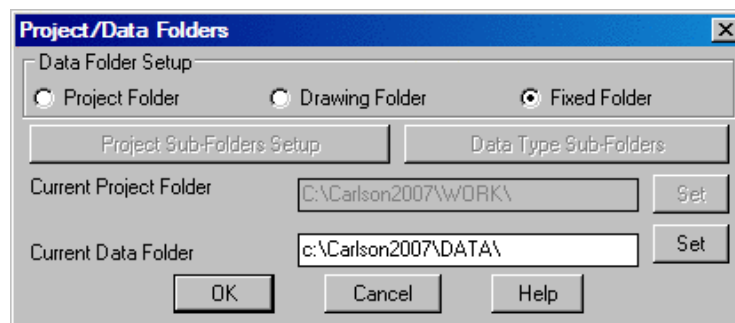 Project/Data Folders
Data Folder Setup
Project Folder Drawing Folder Fixed Folder
Project Sub-Folders Setup Data Type Sub-Folders
Current Project Folder C:\Carlson2007\WORK\ Set
Current Data Folder c:\Carlson2007\DATA\ Set
OK Cancel Help